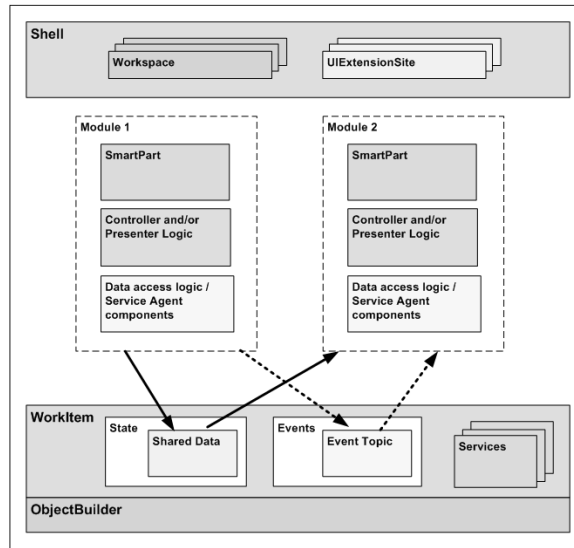 Shell
Workspace
UIExtensionSite
Module 1
SmartPart
Controller and/or
Presenter Logic
Data access logic /
Service Agent
components
Module 2
SmartPart
Controller and/or
Presenter Logic
Data access logic /
Service Agent
components
WorkItem
State
Shared Data
Events
Event Topic
Services
ObjectBuilder